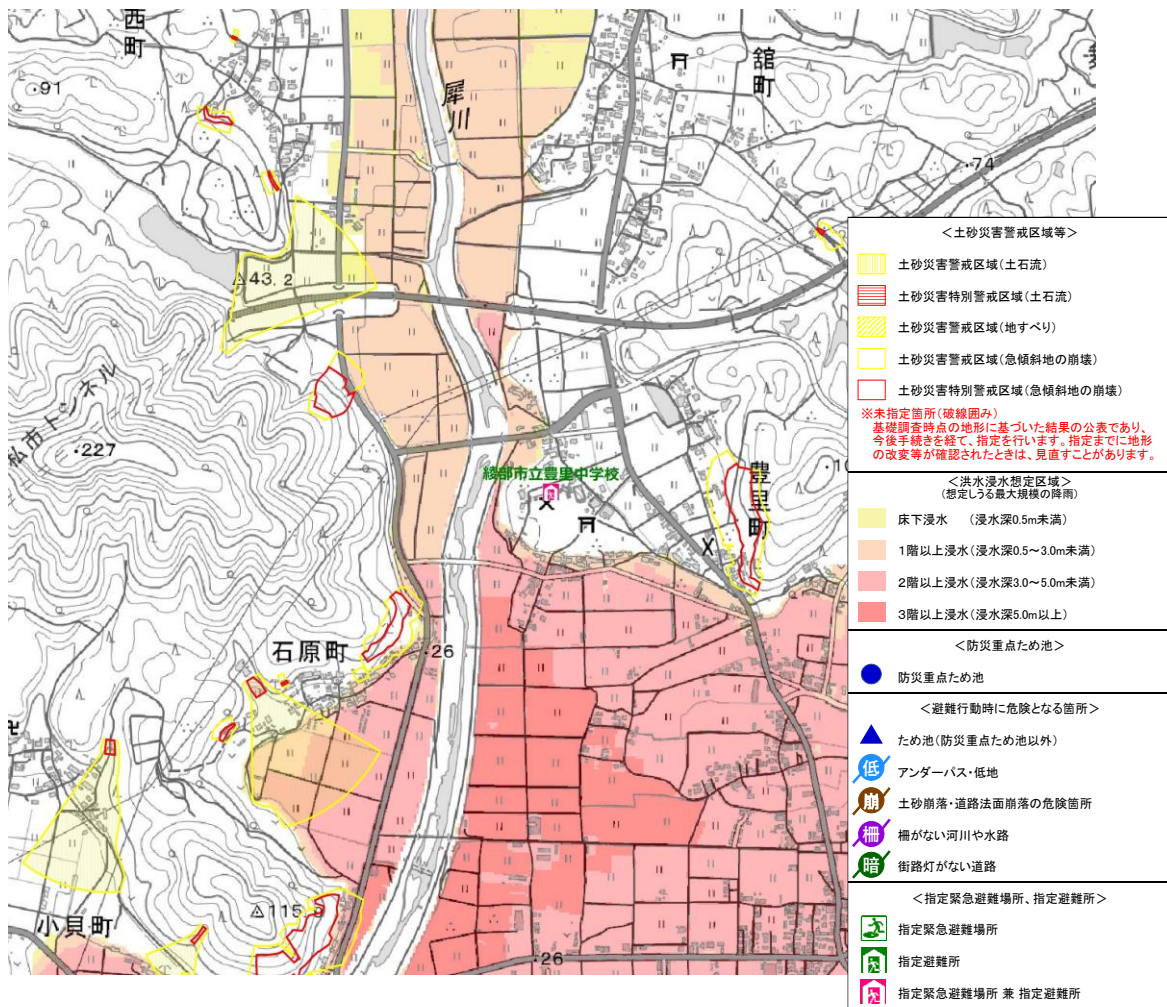 西町
犀川
舘町
91
74
43.2
松市トンネル
227
綾部市立豊里中学校
豊里町
石原町
26
115.9
小貝町
26
＜土砂災害警戒区域等＞
土砂災害警戒区域(土石流)
土砂災害特別警戒区域(土石流)
土砂災害警戒区域(地すべり)
土砂災害警戒区域(急傾斜地の崩壊)
土砂災害特別警戒区域(急傾斜地の崩壊)
※未指定箇所(破線囲み)
基礎調査時点の地形に基づいた結果の公表であり、
今後手続きを経て、指定を行います。指定までに地形
の改変等が確認されたときは、見直すことがあります。
＜洪水浸水想定区域＞
(想定しうる最大規模の降雨)
床下浸水　(浸水深0.5m未満)
1階以上浸水(浸水深0.5～3.0m未満)
2階以上浸水(浸水深3.0～5.0m未満)
3階以上浸水(浸水深5.0m以上)
＜防災重点ため池＞
防災重点ため池
＜避難行動時に危険となる箇所＞
ため池(防災重点ため池以外)
低 アンダーパス・低地
崩 土砂崩落・道路法面崩落の危険箇所
柵 柵がない河川や水路
暗 街路灯がない道路
＜指定緊急避難場所、指定避難所＞
指定緊急避難場所
指定避難所
指定緊急避難場所 兼 指定避難所